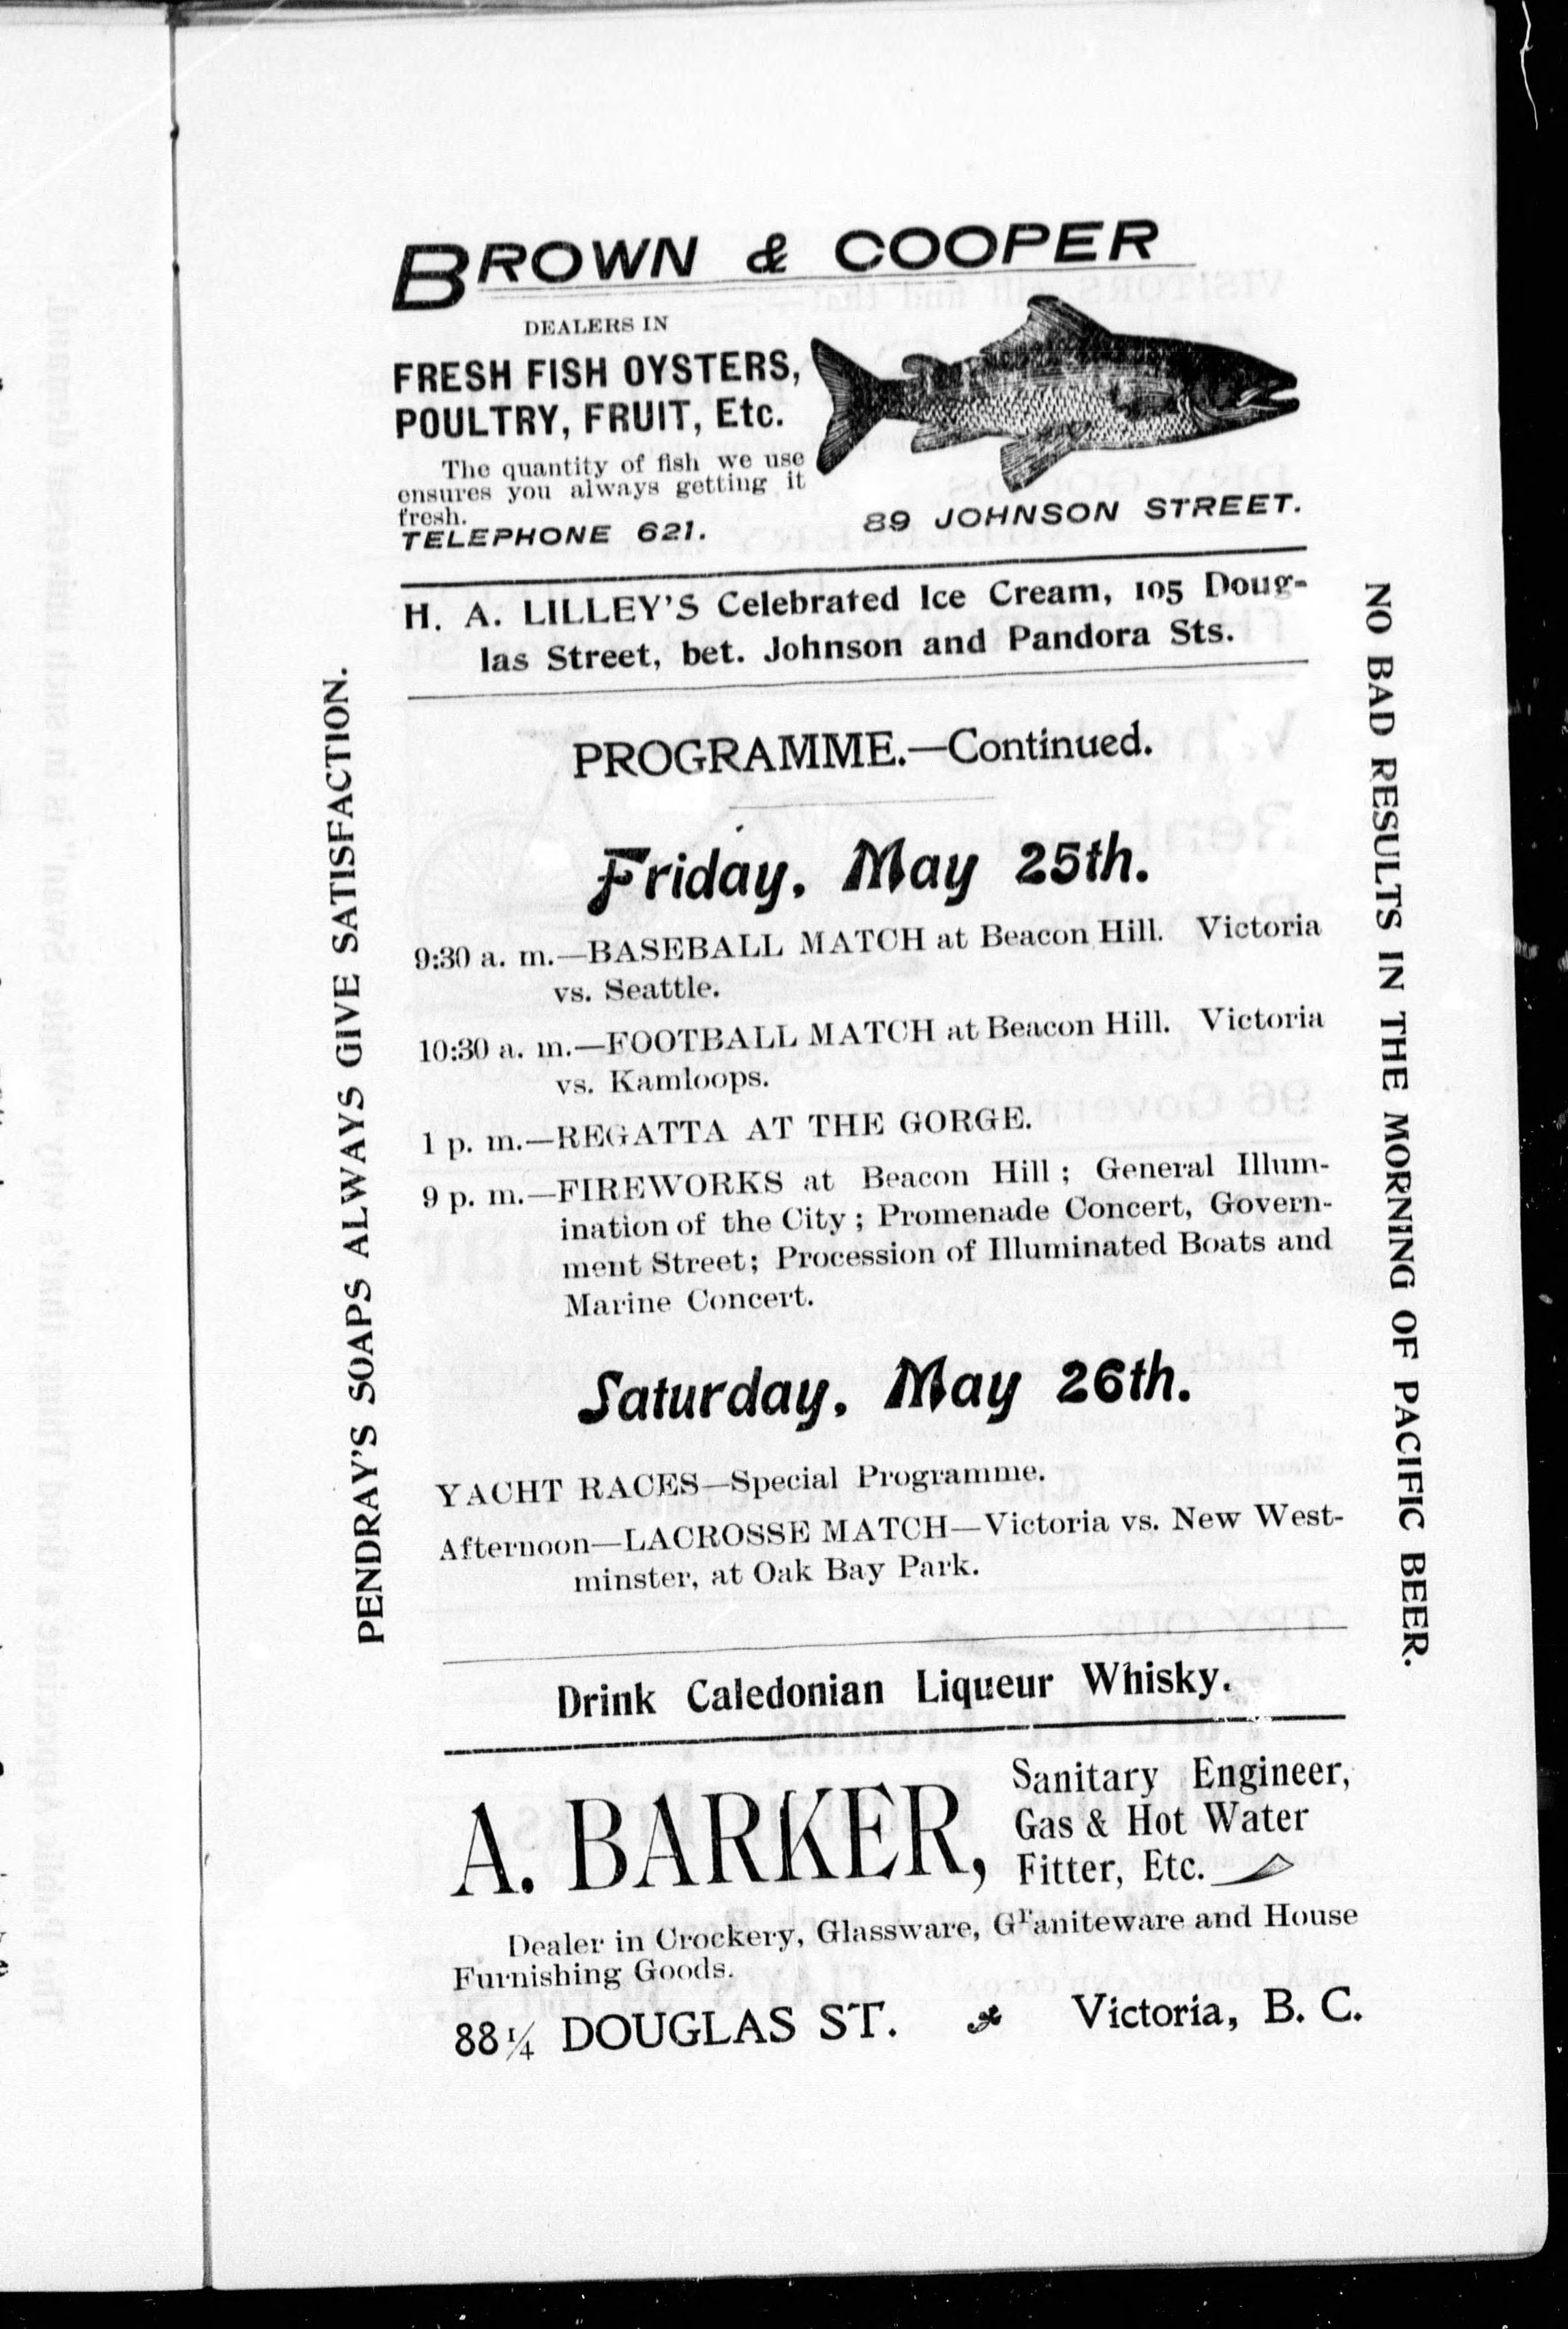 BROWN & COOPER
DEALERS IN
FRESH FISH OYSTERS,
POULTRY, FRUIT, Etc.
The quantity of fish we use
ensures you always getting it
fresh.
TELEPHONE 621.
89 JOHNSON STREET.
H. A. LILLEY'S Celebrated Ice Cream, 105 Doug-
las Street, bet. Johnson and Pandora Sts.
PENDRAY'S SOAPS ALWAYS GIVE SATISFACTION.
PROGRAMME.—Continued.
Friday, May 25th.
9:30 a. m.—BASEBALL MATCH at Beacon Hill. Victoria
vs. Seattle.
10:30 a. m.—FOOTBALL MATCH at Beacon Hill. Victoria
vs. Kamloops.
1 p. m.—REGATTA AT THE GORGE.
9 p. m.—FIREWORKS at Beacon Hill; General Illum-
ination of the City; Promenade Concert, Govern-
ment Street; Procession of Illuminated Boats and
Marine Concert.
Saturday, May 26th.
YACHT RACES—Special Programme.
Afternoon—LACROSSE MATCH—Victoria vs. New West-
minster, at Oak Bay Park.
NO BAD RESULTS IN THE MORNING OF PACIFIC BEER.
Drink Caledonian Liqueur Whisky.
A. BARKER,
Sanitary Engineer,
Gas & Hot Water
Fitter, Etc.
Dealer in Crockery, Glassware, Graniteware and House
Furnishing Goods.
88¼ DOUGLAS ST. Victoria, B. C.